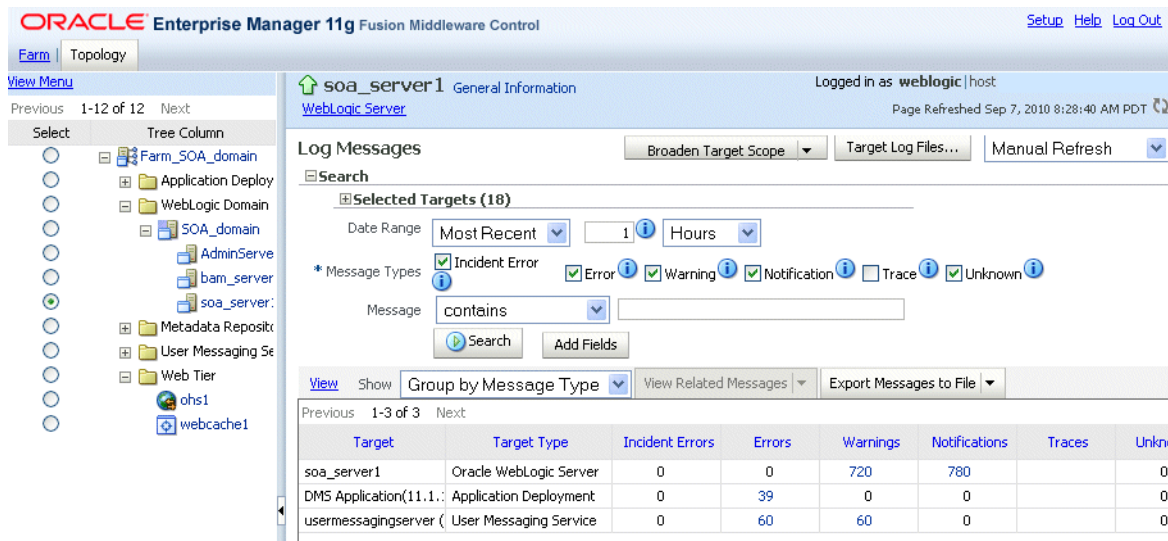 ORACLE Enterprise Manager 11g Fusion Middleware Control
Setup Help Log Out
Farm | Topology
View Menu
Previous 1-12 of 12 Next
Select Tree Column
Farm_SOA_domain
Application Deploy
WebLogic Domain
SOA_domain
AdminServe
bam_server
soa_server
Metadata Reposito
User Messaging Se
Web Tier
ohs1
webcache1
soa_server1 General Information
WebLogic Server
Logged in as weblogic|host
Page Refreshed Sep 7, 2010 8:28:40 AM PDT
Log Messages
Broaden Target Scope
Target Log Files...
Manual Refresh
Search
Selected Targets (18)
Date Range Most Recent 1 Hours
* Message Types Incident Error Error Warning Notification Trace Unknown
Message contains
Search Add Fields
View Show Group by Message Type View Related Messages Export Messages to File
Previous 1-3 of 3 Next
Target Target Type Incident Errors Errors Warnings Notifications Traces Unkn
soa_server1 Oracle WebLogic Server 0 0 720 780 0
DMS Application(11.1. Application Deployment 0 39 0 0 0
usermessagingserver ( User Messaging Service 0 60 60 0 0